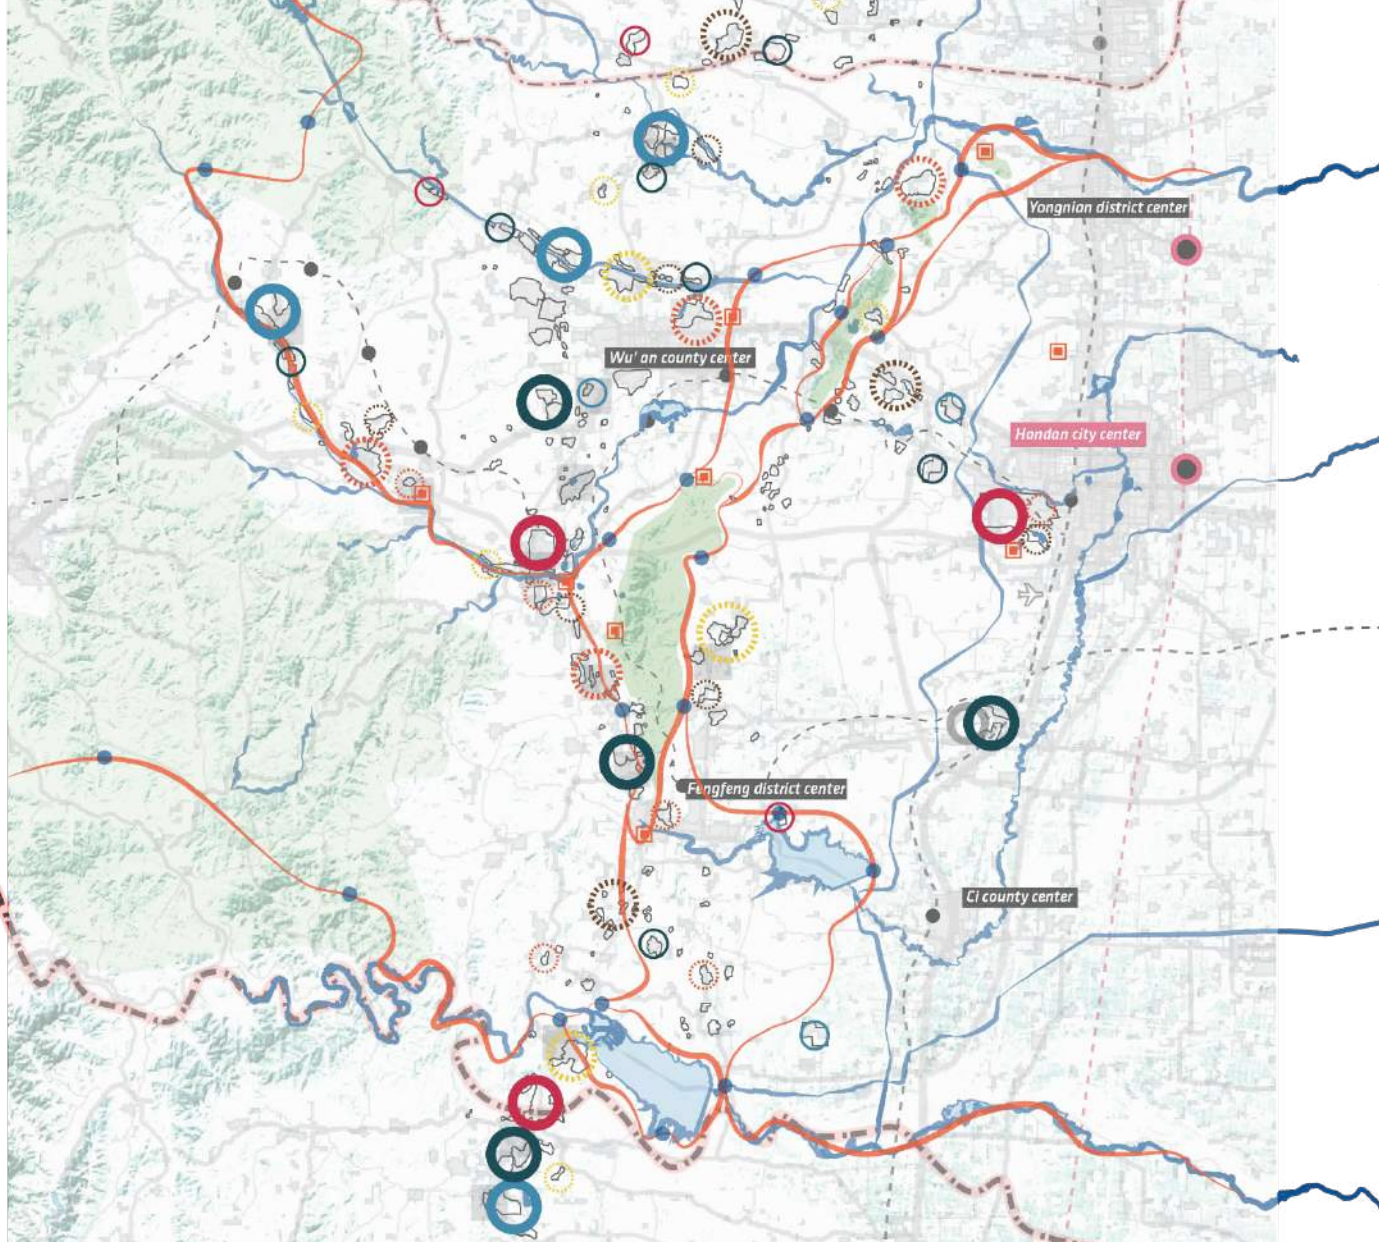 Yongnian district center
Wu' an county center
Handan city center
Fengfeng district center
Ci county center